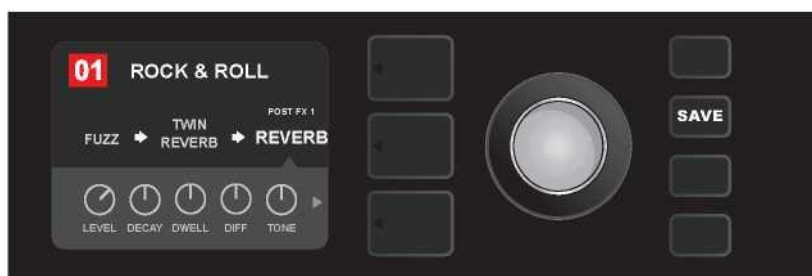 01 ROCK & ROLL
POST FX 1
FUZZ TWIN REVERB REVERB
LEVEL DECAY DWELL DIFF TONE
SAVE